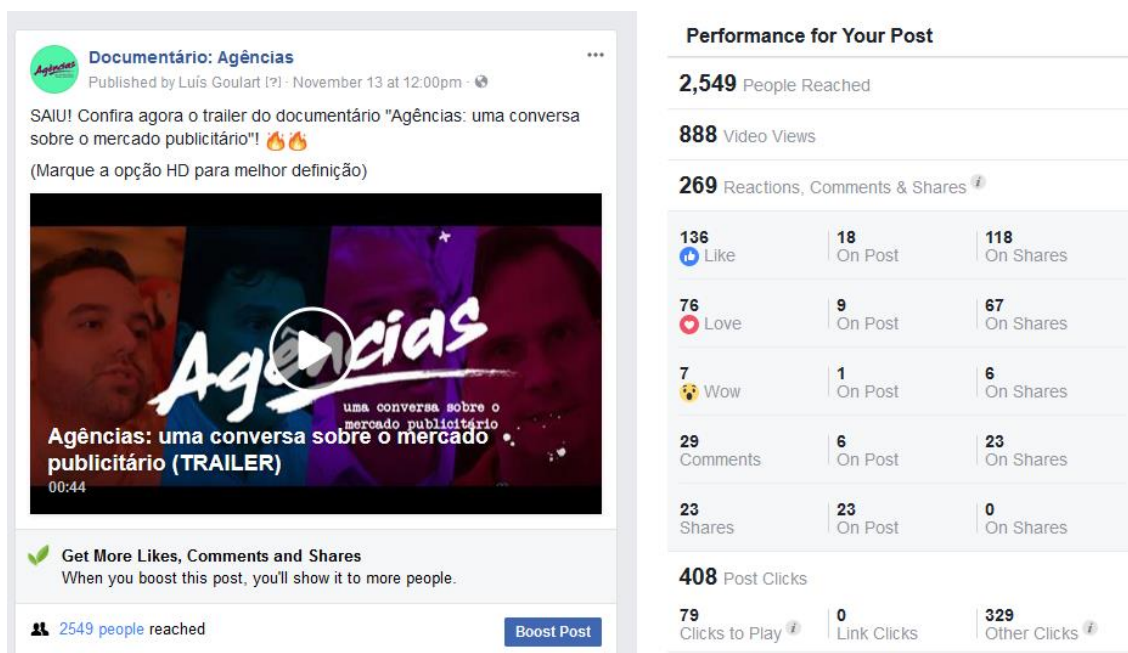 Agências
Documentário: Agências
Published by Luís Goulart [?] · November 13 at 12:00pm ·
SAIU! Confira agora o trailer do documentário "Agências: uma conversa
sobre o mercado publicitário"! 🔥🔥
(Marque a opção HD para melhor definição)
Agências
uma conversa sobre o
mercado publicitário
Agências: uma conversa sobre o mercado
publicitário (TRAILER)
00:44
Get More Likes, Comments and Shares
When you boost this post, you'll show it to more people.
2549 people reached
Boost Post
Performance for Your Post
2,549 People Reached
888 Video Views
269 Reactions, Comments & Shares i
136 18 118
Like On Post On Shares
76 9 67
Love On Post On Shares
7 1 6
Wow On Post On Shares
29 6 23
Comments On Post On Shares
23 23 0
Shares On Post On Shares
408 Post Clicks
79 0 329
Clicks to Play i Link Clicks Other Clicks i